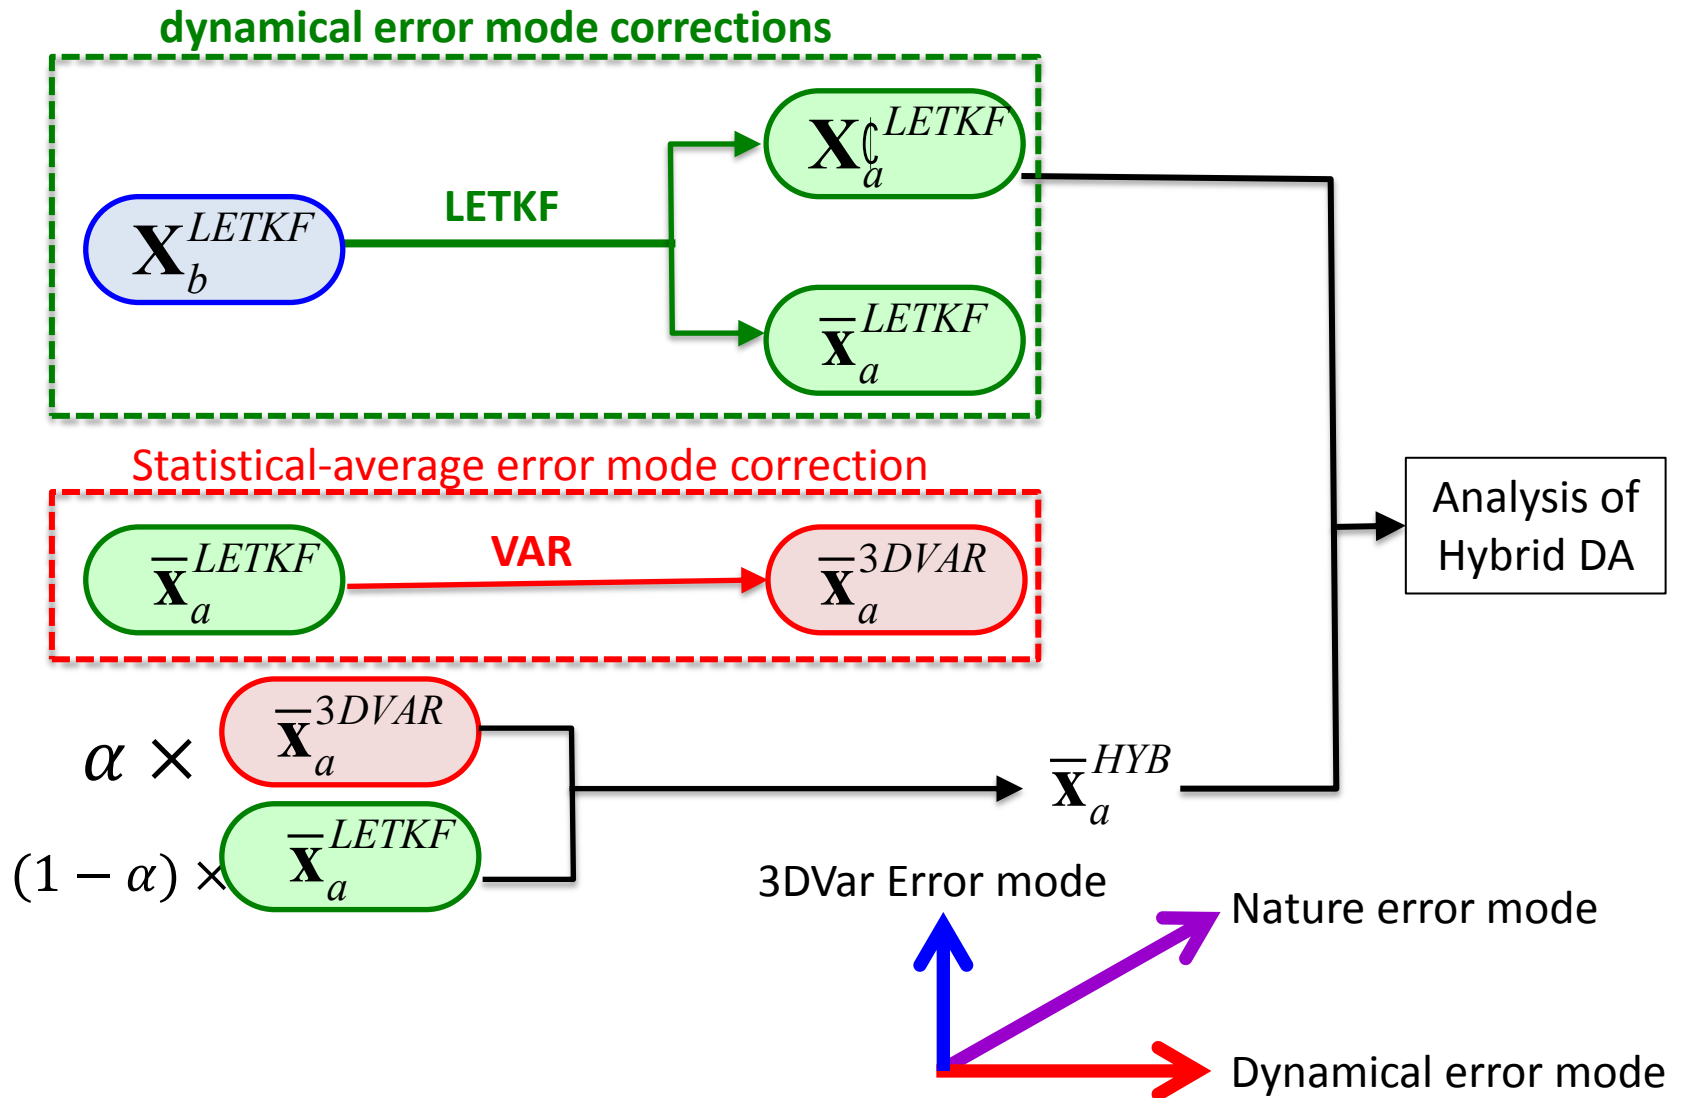 dynamical error mode corrections
X₵ₐ^{LETKF}
LETKF
X_b^{LETKF}
x̄_a^{LETKF}
Statistical-average error mode correction
x̄_a^{LETKF}
VAR
x̄_a^{3DVAR}
Analysis of
Hybrid DA
α × x̄_a^{3DVAR}
x̄_a^{HYB}
(1 − α) × x̄_a^{LETKF}
3DVar Error mode
Nature error mode
Dynamical error mode